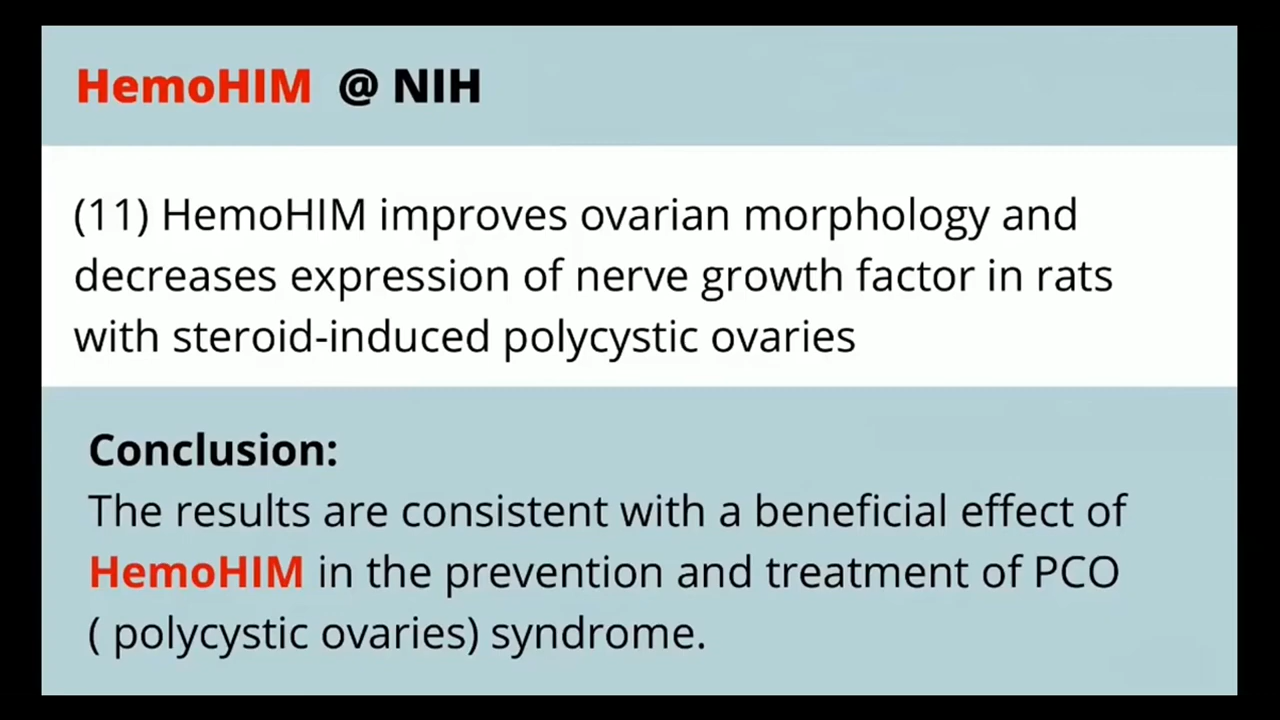 HemoHIM @ NIH
(11) HemoHIM improves ovarian morphology and
decreases expression of nerve growth factor in rats
with steroid-induced polycystic ovaries
Conclusion:
The results are consistent with a beneficial effect of
HemoHIM in the prevention and treatment of PCO
( polycystic ovaries) syndrome.